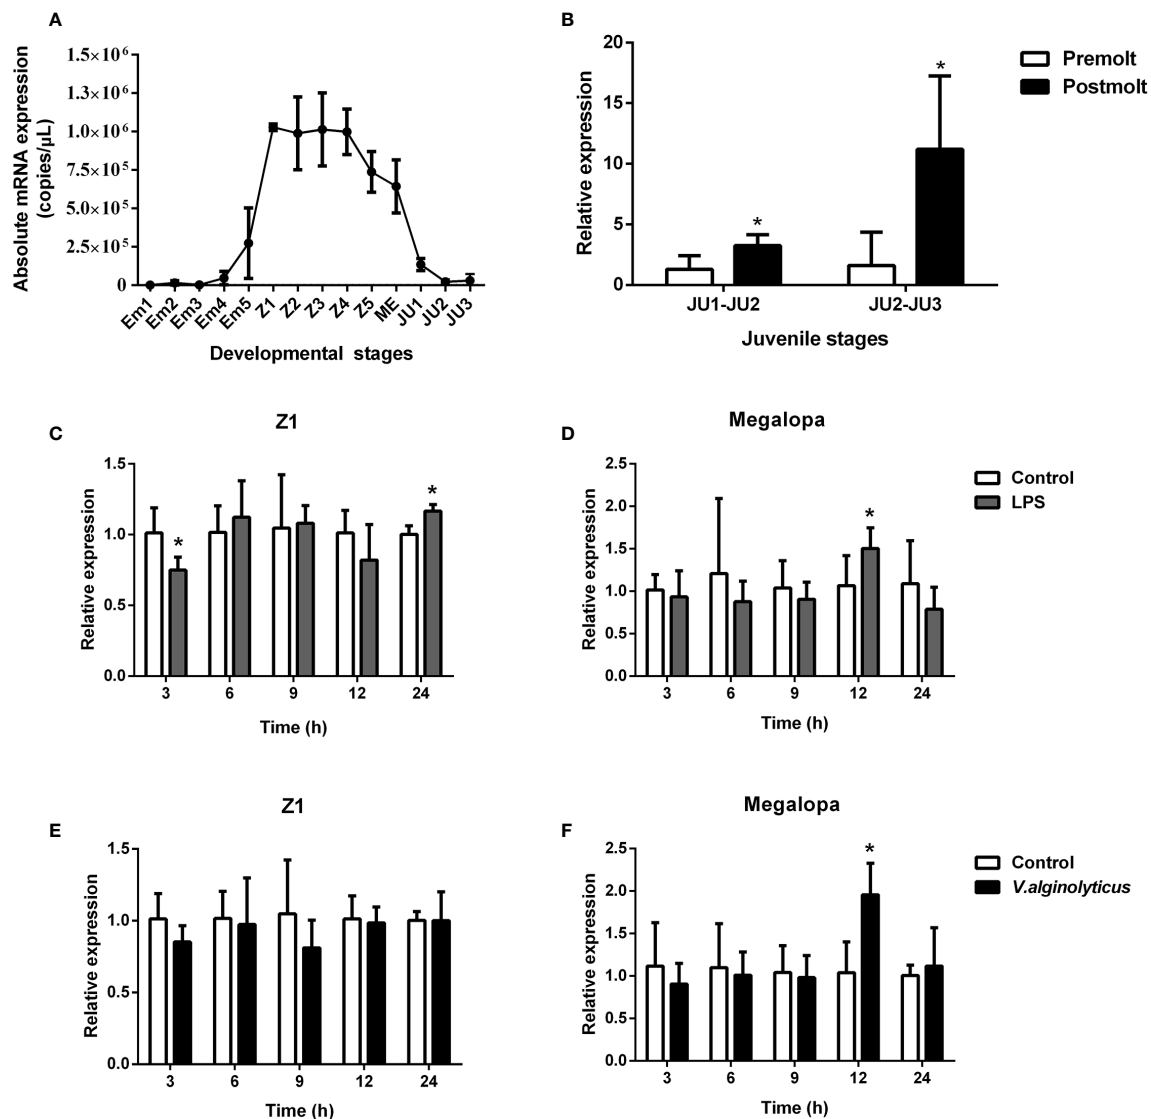 A
Absolute mRNA expression
(copies/μL)
1.5×10⁶
1.3×10⁶
1.0×10⁶
7.5×10⁵
5.0×10⁵
2.5×10⁵
0
Em1 Em2 Em3 Em4 Em5 Z1 Z2 Z3 Z4 Z5 ME JU1 JU2 JU3
Developmental stages
B
Relative expression
20
15
10
5
0
* *
JU1-JU2 JU2-JU3
Juvenile stages
Premolt
Postmolt
C
Z1
Relative expression
1.5
1.0
0.5
0.0
* *
3 6 9 12 24
Time (h)
D
Megalopa
Relative expression
2.5
2.0
1.5
1.0
0.5
0.0
*
3 6 9 12 24
Time (h)
Control
LPS
E
Z1
Relative expression
1.5
1.0
0.5
0.0
3 6 9 12 24
Time (h)
F
Megalopa
Relative expression
2.5
2.0
1.5
1.0
0.5
0.0
*
3 6 9 12 24
Time (h)
Control
V.alginolyticus